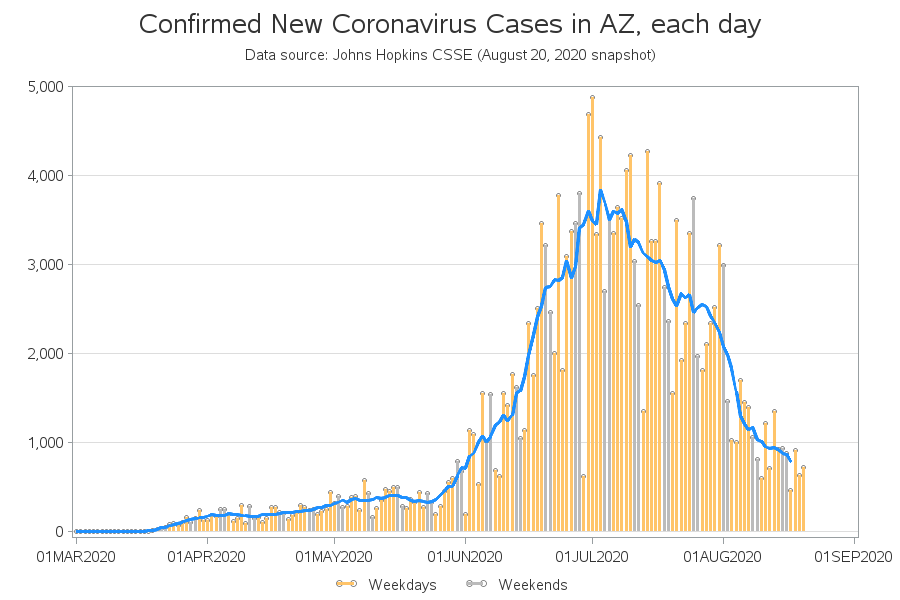 Confirmed New Coronavirus Cases in AZ, each day
Data source: Johns Hopkins CSSE (August 20, 2020 snapshot)
5,000
4,000
3,000
2,000
1,000
0
01MAR2020 01APR2020 01MAY2020 01JUN2020 01JUL2020 01AUG2020 01SEP2020
Weekdays Weekends